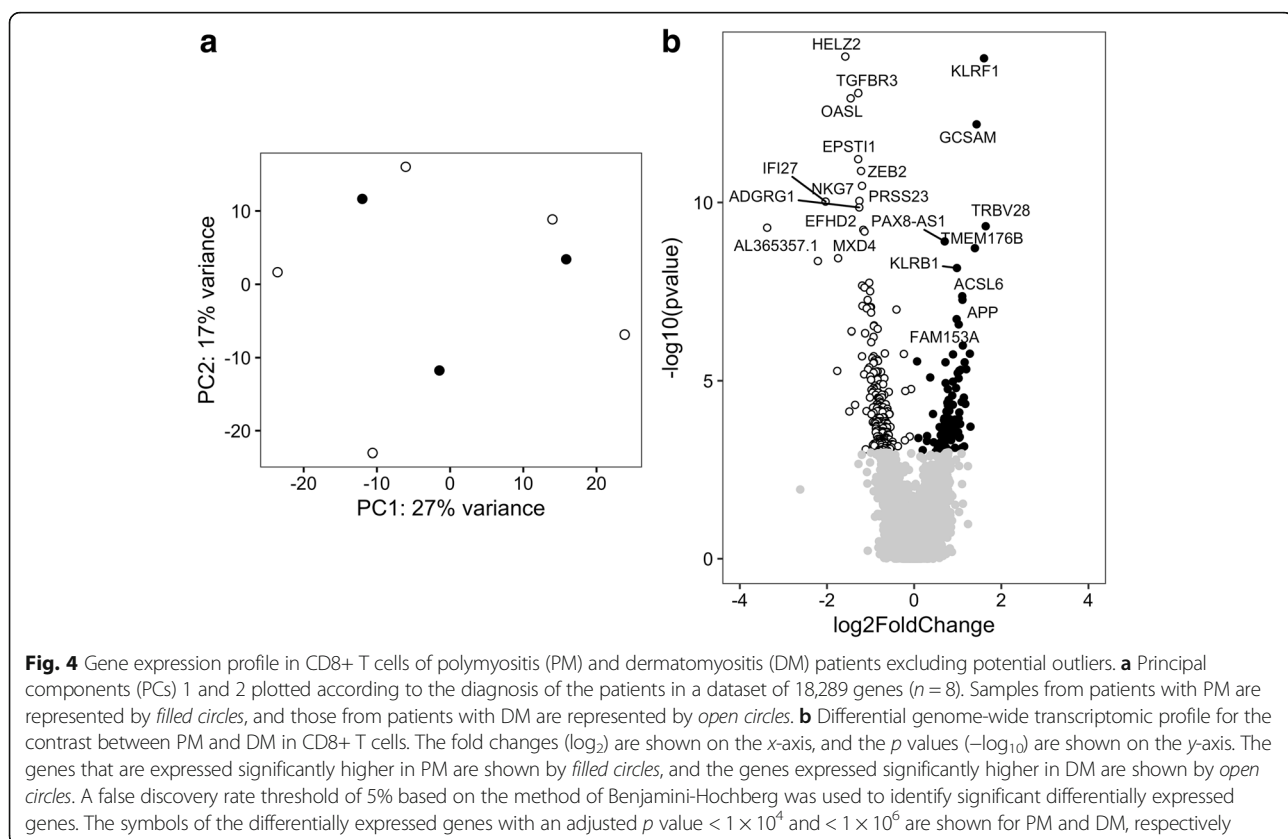 a
10
0
-10
-20
-20
-10
0
10
20
PC2: 17% variance
PC1: 27% variance
b
HELZ2
KLRF1
TGFBR3
OASL
GCSAM
EPSTI1
IFI27
ZEB2
ADGRG1
NKG7
PRSS23
EFHD2
PAX8-AS1
TRBV28
AL365357.1
MXD4
TMEM176B
KLRB1
ACSL6
APP
FAM153A
10
5
0
-4
-2
0
2
4
-log10(pvalue)
log2FoldChange
Fig. 4 Gene expression profile in CD8+ T cells of polymyositis (PM) and dermatomyositis (DM) patients excluding potential outliers. a Principal
components (PCs) 1 and 2 plotted according to the diagnosis of the patients in a dataset of 18,289 genes (n = 8). Samples from patients with PM are
represented by filled circles, and those from patients with DM are represented by open circles. b Differential genome-wide transcriptomic profile for the
contrast between PM and DM in CD8+ T cells. The fold changes (log₂) are shown on the x-axis, and the p values (−log₁₀) are shown on the y-axis. The
genes that are expressed significantly higher in PM are shown by filled circles, and the genes expressed significantly higher in DM are shown by open
circles. A false discovery rate threshold of 5% based on the method of Benjamini-Hochberg was used to identify significant differentially expressed
genes. The symbols of the differentially expressed genes with an adjusted p value < 1 × 10⁴ and < 1 × 10⁶ are shown for PM and DM, respectively